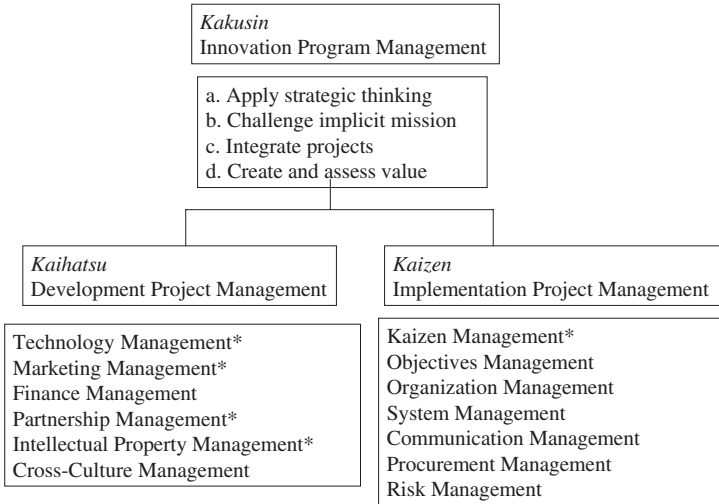 Kakusin
Innovation Program Management
a. Apply strategic thinking
b. Challenge implicit mission
c. Integrate projects
d. Create and assess value
Kaihatsu
Development Project Management
Technology Management*
Marketing Management*
Finance Management
Partnership Management*
Intellectual Property Management*
Cross-Culture Management
Kaizen
Implementation Project Management
Kaizen Management*
Objectives Management
Organization Management
System Management
Communication Management
Procurement Management
Risk Management